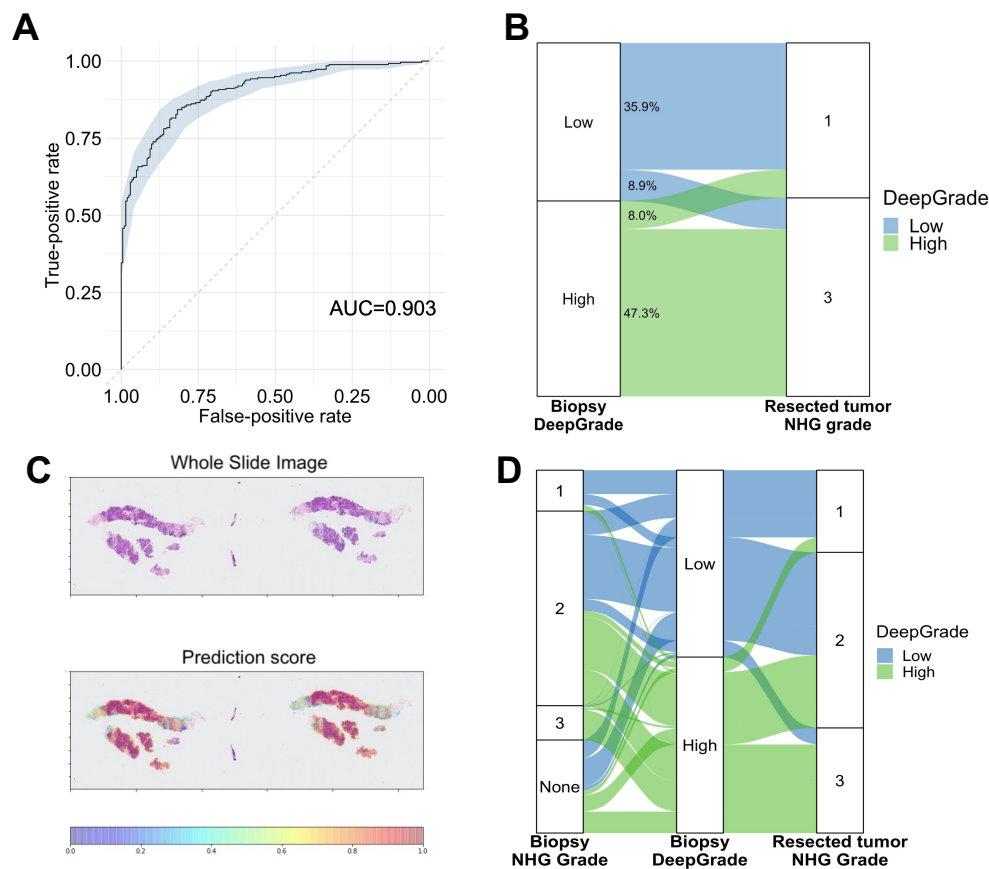 A
True-positive rate
1.00
0.75
0.50
0.25
0.00
AUC=0.903
1.00 0.75 0.50 0.25 0.00
False-positive rate
B
Low
High
35.9%
8.9%
8.0%
47.3%
1
3
Biopsy
DeepGrade
Resected tumor
NHG grade
DeepGrade
Low
High
C
Whole Slide Image
Prediction score
0.0 0.2 0.4 0.6 0.8 1.0
D
1
2
3
None
Low
High
1
2
3
Biopsy
NHG Grade
Biopsy
DeepGrade
Resected tumor
NHG Grade
DeepGrade
Low
High